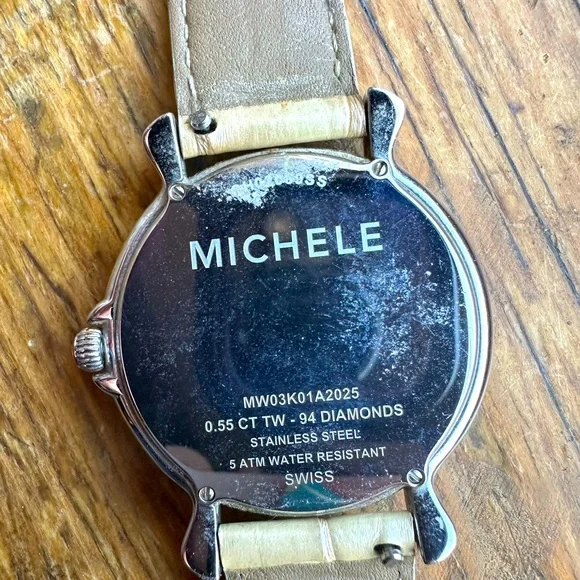 MICHELE
MW03K01A2025
0.55 CT TW - 94 DIAMONDS
STAINLESS STEEL
5 ATM WATER RESISTANT
SWISS